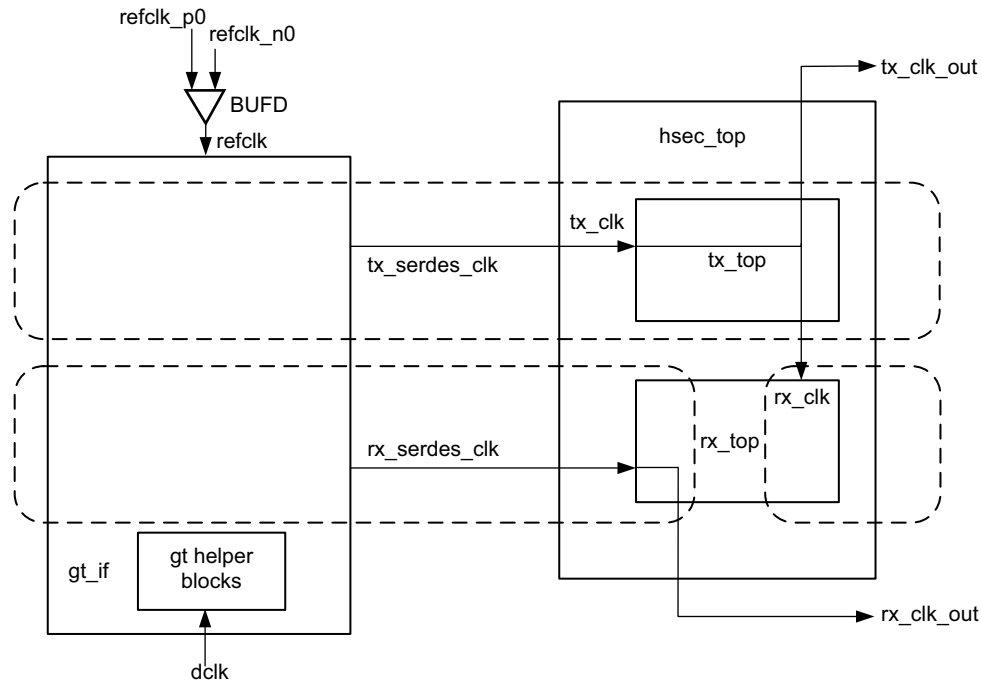 refclk_p0
refclk_n0
BUFD
refclk
tx_clk_out
hsec_top
tx_clk
tx_serdes_clk
tx_top
rx_clk
rx_serdes_clk
rx_top
gt_if
gt helper
blocks
rx_clk_out
dclk